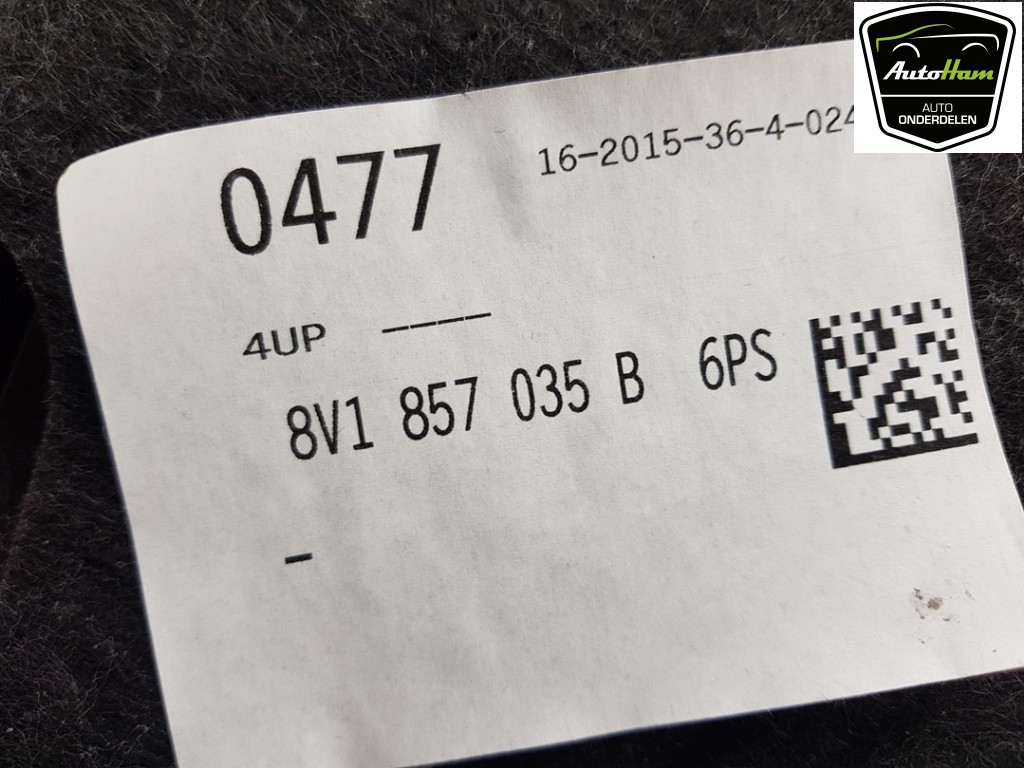 AutoHam
AUTO
ONDERDELEN
16-2015-36-4-024
0477
4UP ----
8V1 857 035 B 6PS
-